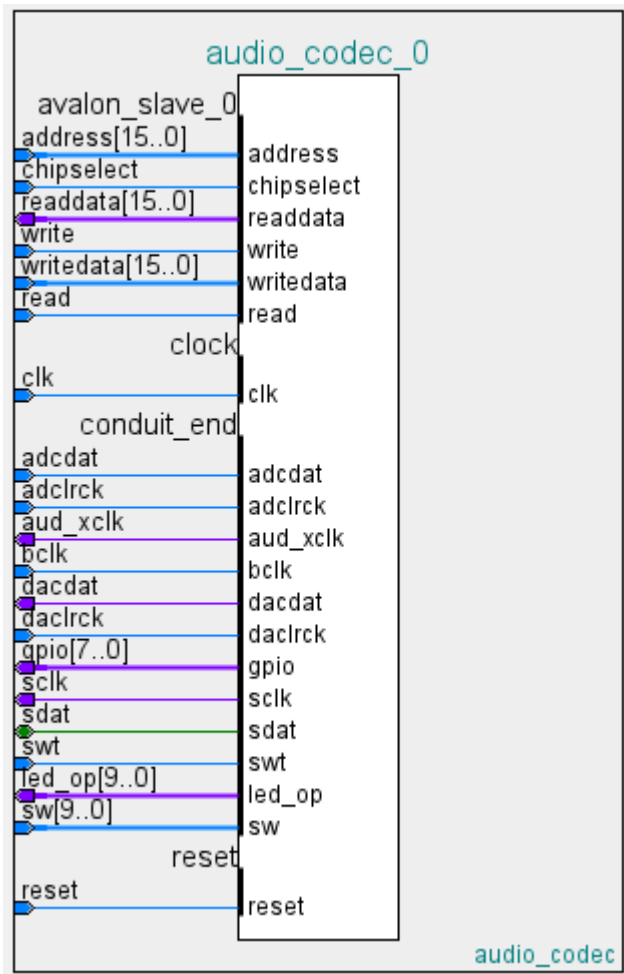 audio_codec_0
avalon_slave_0
address[15..0]
address
chipselect
chipselect
readdata[15..0]
readdata
write
write
writedata[15..0]
writedata
read
read
clock
clk
clk
conduit_end
adcdat
adcdat
adclrck
adclrck
aud_xclk
aud_xclk
bclk
bclk
dacdat
dacdat
daclrck
daclrck
gpio[7..0]
gpio
sclk
sclk
sdat
sdat
swt
swt
led_op[9..0]
led_op
sw[9..0]
sw
reset
reset
reset
audio_codec